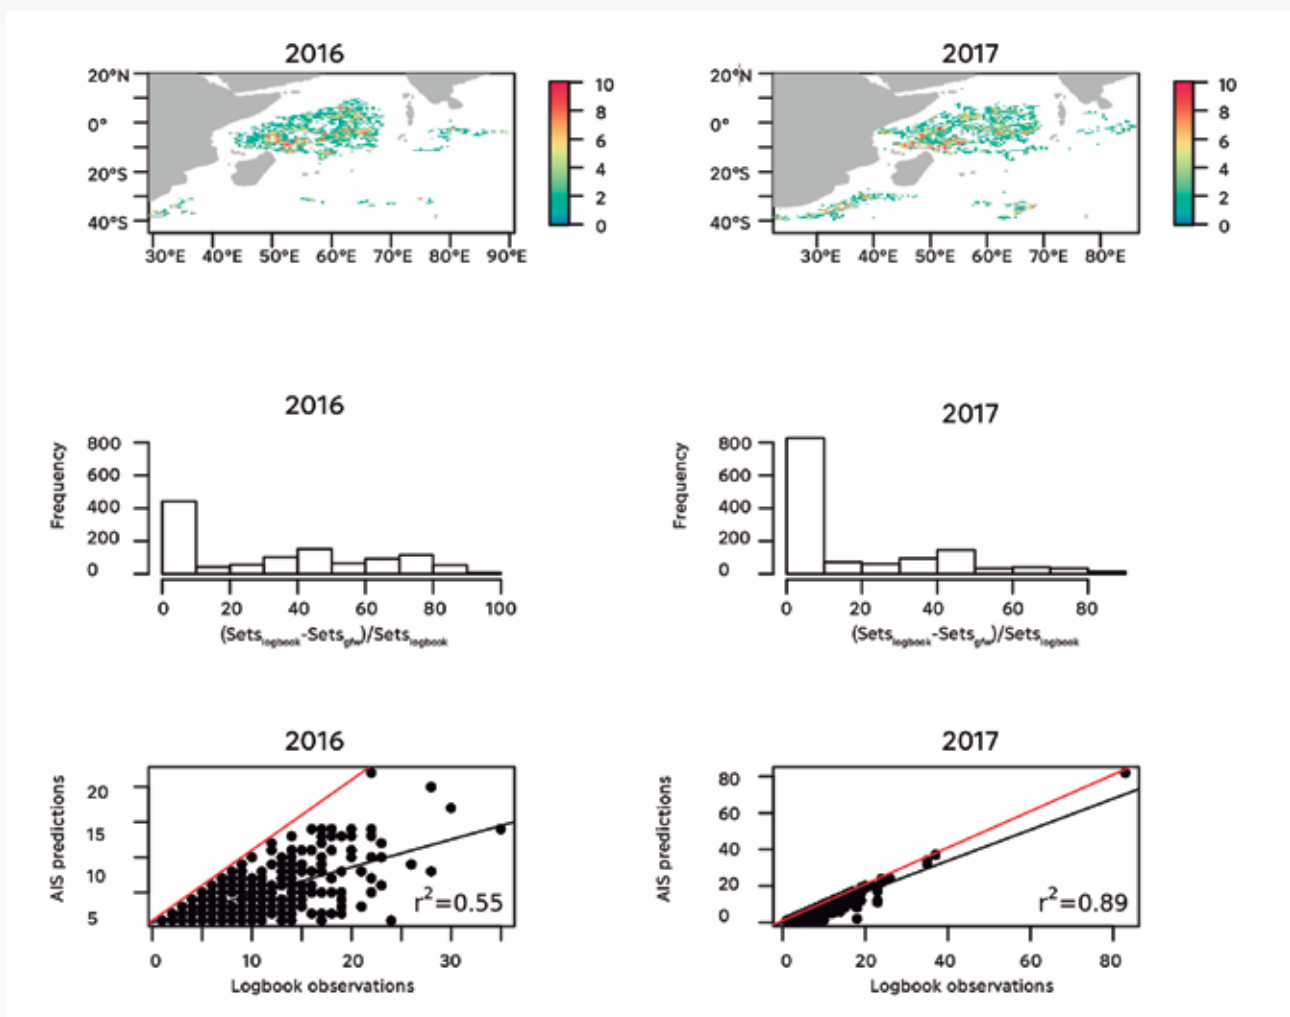 2016
20°N
0°
20°S
40°S
30°E 40°E 50°E 60°E 70°E 80°E 90°E
10
8
6
4
2
0
2017
20°N
0°
20°S
40°S
30°E 40°E 50°E 60°E 70°E 80°E
10
8
6
4
2
0
2016
Frequency
800
600
400
200
0
0 20 40 60 80 100
(Setslogbook-Setsgfw)/Setslogbook
2017
Frequency
800
600
400
200
0
0 20 40 60 80
(Setslogbook-Setsgfw)/Setslogbook
2016
AIS predictions
20
15
10
5
r²=0.55
0 10 20 30
Logbook observations
2017
AIS predictions
80
60
40
20
0
r²=0.89
0 20 40 60 80
Logbook observations